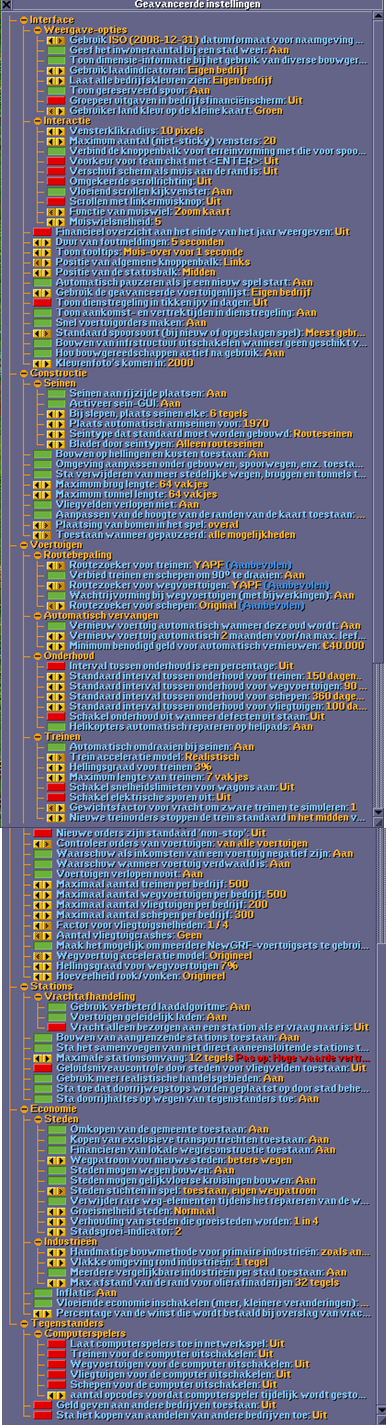 Geavanceerde instellingen
Interface
Weergave-opties
Gebruik ISO (2008-12-31) datumformaat voor naamgeving...
Geef het inwoneraantal bij een stad weer: Aan
Toon dimensie-informatie bij het gebruik van diverse bouwger...
Gebruik laadindicatoren: Eigen bedrijf
Laat alle bedrijfskleuren zien: Eigen bedrijf
Toon gereserveerd spoor: Aan
Groepeer uitgaven in bedrijfsfinanciënscherm: Uit
Gebruiker land kleur op de kleine kaart: Groen
Interactie
Vensterklikradius: 10 pixels
Maximum aantal (niet-sticky) vensters: 20
Verbind de knoppenbalk voor terreinvorming met die voor spoo...
Voorkeur voor team chat met <ENTER>: Uit
Verschuif scherm als muis aan de rand is: Uit
Omgekeerde scrollrichting: Uit
Vloeiend scrollen kijkvenster: Aan
Scrollen met linkermuisknop: Uit
Functie van muiswiel: Zoom kaart
Muiswielsnelheid: 5
Financieel overzicht aan het einde van het jaar weergeven: Uit
Duur van foutmeldingen: 5 seconden
Toon tooltips: Muis-over voor 1 seconde
Positie van algemene knoppenbalk: Links
Positie van de statusbalk: Midden
Automatisch pauzeren als je een nieuw spel start: Aan
Gebruik de geavanceerde voertuigenlijst: Eigen bedrijf
Toon dienstregeling in tikken ipv in dagen: Uit
Toon aankomst- en vertrektijden in dienstregeling: Aan
Snel voertuigorders maken: Aan
Standaard spoorsoort (bij nieuw of opgeslagen spel): Meest gebr...
Bouwen van infrstructuur uitschakelen wanneer geen geschikt v...
Hou bouwgereedschappen actief na gebruik: Aan
Klemenfoto's komen in: 2000
Constructie
Seinen
Seinen aan rijzijde plaatsen: Aan
Activeer sein-GUI: Aan
Bij slepen, plaats seinen elke: 6 tegels
Plaats automatisch armseinen voor: 1970
Seintype dat standaard moet worden gebouwd: Routeseinen
Blader door seintypen: Alleen routeseinen
Bouwen op hellingen en kusten toestaan: Aan
Omgeving aanpassen onder gebouwen, spoorwegen, enz. toesta...
Sta verwijderen van meer stedelijke wegen, bruggen en tunnels t...
Maximum brug lengte: 64 vakjes
Maximum tunnel lengte: 64 vakjes
Vliegvelden verlopen niet: Aan
Aanpassen van de hoogte van de randen van de kaart toestaan: ...
Plaatsing van bomen in het spel: overal
Toestaan wanneer gepauzeerd: alle mogelijkheden
Voertuigen
Routebepaling
Routezoeker voor treinen: YAPF (Aanbevolen)
Verbied treinen en schepen om 90º te draaien: Aan
Routezoeker voor wegvoertuigen: YAPF (Aanbevolen)
Wachtrijvorming bij wegvoertuigen (met bijwerkingen): Aan
Routezoeker voor schepen: Original (Aanbevolen)
Automatisch vervangen
Vernieuw voertuig automatisch wanneer deze oud wordt: Aan
Vernieuw voertuig automatisch 2 maanden voor/na max. leef...
Minimum benodigd geld voor automatisch vernieuwen: €40.000
Onderhoud
Interval tussen onderhoud is een percentage: Uit
Standaard interval tussen onderhoud voor treinen: 150 dagen...
Standaard interval tussen onderhoud voor wegvoertuigen: 90 ...
Standaard interval tussen onderhoud voor schepen: 360 dage...
Standaard interval tussen onderhoud voor vliegtuigen: 100 da...
Schakel onderhoud uit wanneer defecten uit staan: Uit
Helikopters automatisch repareren op helipads: Aan
Treinen
Automatisch omdraaien bij seinen: Aan
Trein acceleratie model: Realistisch
Hellingsgraad voor treinen 3%
Maximum lengte van treinen: 7 vakjes
Schakel snelheidslimieten voor wagons aan: Uit
Schakel elektrische sporen uit: Uit
Gewichtsfactor voor vracht om zware treinen te simoleren: 1
Nieuwe treinorders stoppen de trein standaard in het midden v...
Nieuwe orders zijn standaard 'non-stop': Uit
Controleer orders van voertuigen: van alle voertuigen
Waarschuw als inkomsten van een voertuig negatief zijn: Aan
Waarschuw wanneer voertuig verdwaald is: Aan
Voertuigen verlopen nooit: Aan
Maximaal aantal treinen per bedrijf: 500
Maximaal aantal wegvoertuigen per bedrijf: 500
Maximaal aantal vliegtuigen per bedrijf: 200
Maximaal aantal schepen per bedrijf: 300
Factor voor vliegtuigsnelheden: 1 / 4
Aantal vliegtuigcrashes: Geen
Maak het mogelijk om meerdere NewGRF-voertuigsets te gebrui...
Wegvoertuig acceleratie model: Origineel
Hellingsgraad voor wegvoertuigen 7%
Hoeveelheid rook/vonken: Origineel
Stations
Vrachtafhandeling
Gebruik verbeterd laadalgoritme: Aan
Voertuigen geleidelijk laden: Aan
Vracht alleen bezorgen aan een station als er vraag naar is: Uit
Bouwen van aangrenzende stations toestaan: Aan
Sta het samenvoegen van niet direct aaneensluitende stations t...
Maximale stationsomvang: 12 tegels Pas op: Hoge waarde vertr...
Geluidsniveaucontrole door steden voor vliegvelden toestaan: Uit
Gebruik meer realistische handelsgebieden: Aan
Sta toe dat doorrijwegstops worden geplaatst op door stad behe...
Sta doorrijhaltes op wegen van tegenstanders toe: Aan
Economie
Steden
Omkopen van de gemeente toestaan: Aan
Kopen van exclusieve transportrechten toestaan: Aan
Financieren van lokale wegreconstructie toestaan: Aan
Wegpatroon voor nieuwe steden: betere wegen
Steden mogen wegen bouwen: Aan
Steden mogen gelijkvloerse kruisingen bouwen: Aan
Steden stichten in spel: toestaan, eigen wegpatroon
Verwijder rare weg-elementen tijdens het repareren van de w...
Groeisnelheid steden: Normaal
Verhouding van steden die groeisteden worden: 1 in 4
Stadsgroei-indicator: 2
Industrieën
Handmatige bouwmethode voor primaire industrieën: zoals an...
Vlakke omgeving rond industrieën: 1 tegel
Meerdere vergelijkbare industrieën per stad toestaan: Aan
Max afstand van de rand voor olieraffinaderijen 32 tegels
Inflatie: Aan
Vloeiende economie inschakelen (meer, kleinere veranderingen): ...
Percentage van de winst die wordt betaald bij overslag van vrac...
Tegenstanders
Computerspelers
Laat computerspelers toe in netwerkspel: Uit
Treinen voor de computer uitschakelen: Uit
Wegvoertuigen voor de computer uitschakelen: Uit
Vliegtuigen voor de computer uitschakelen: Uit
Schepen voor de computer uitschakelen: Uit
aantal opcodes voordat computerspeler tijdelijk wordt gesto...
Geld geven aan andere bedrijven toestaan: Uit
Sta het kopen van aandelen van andere bedrijven toe: Uit